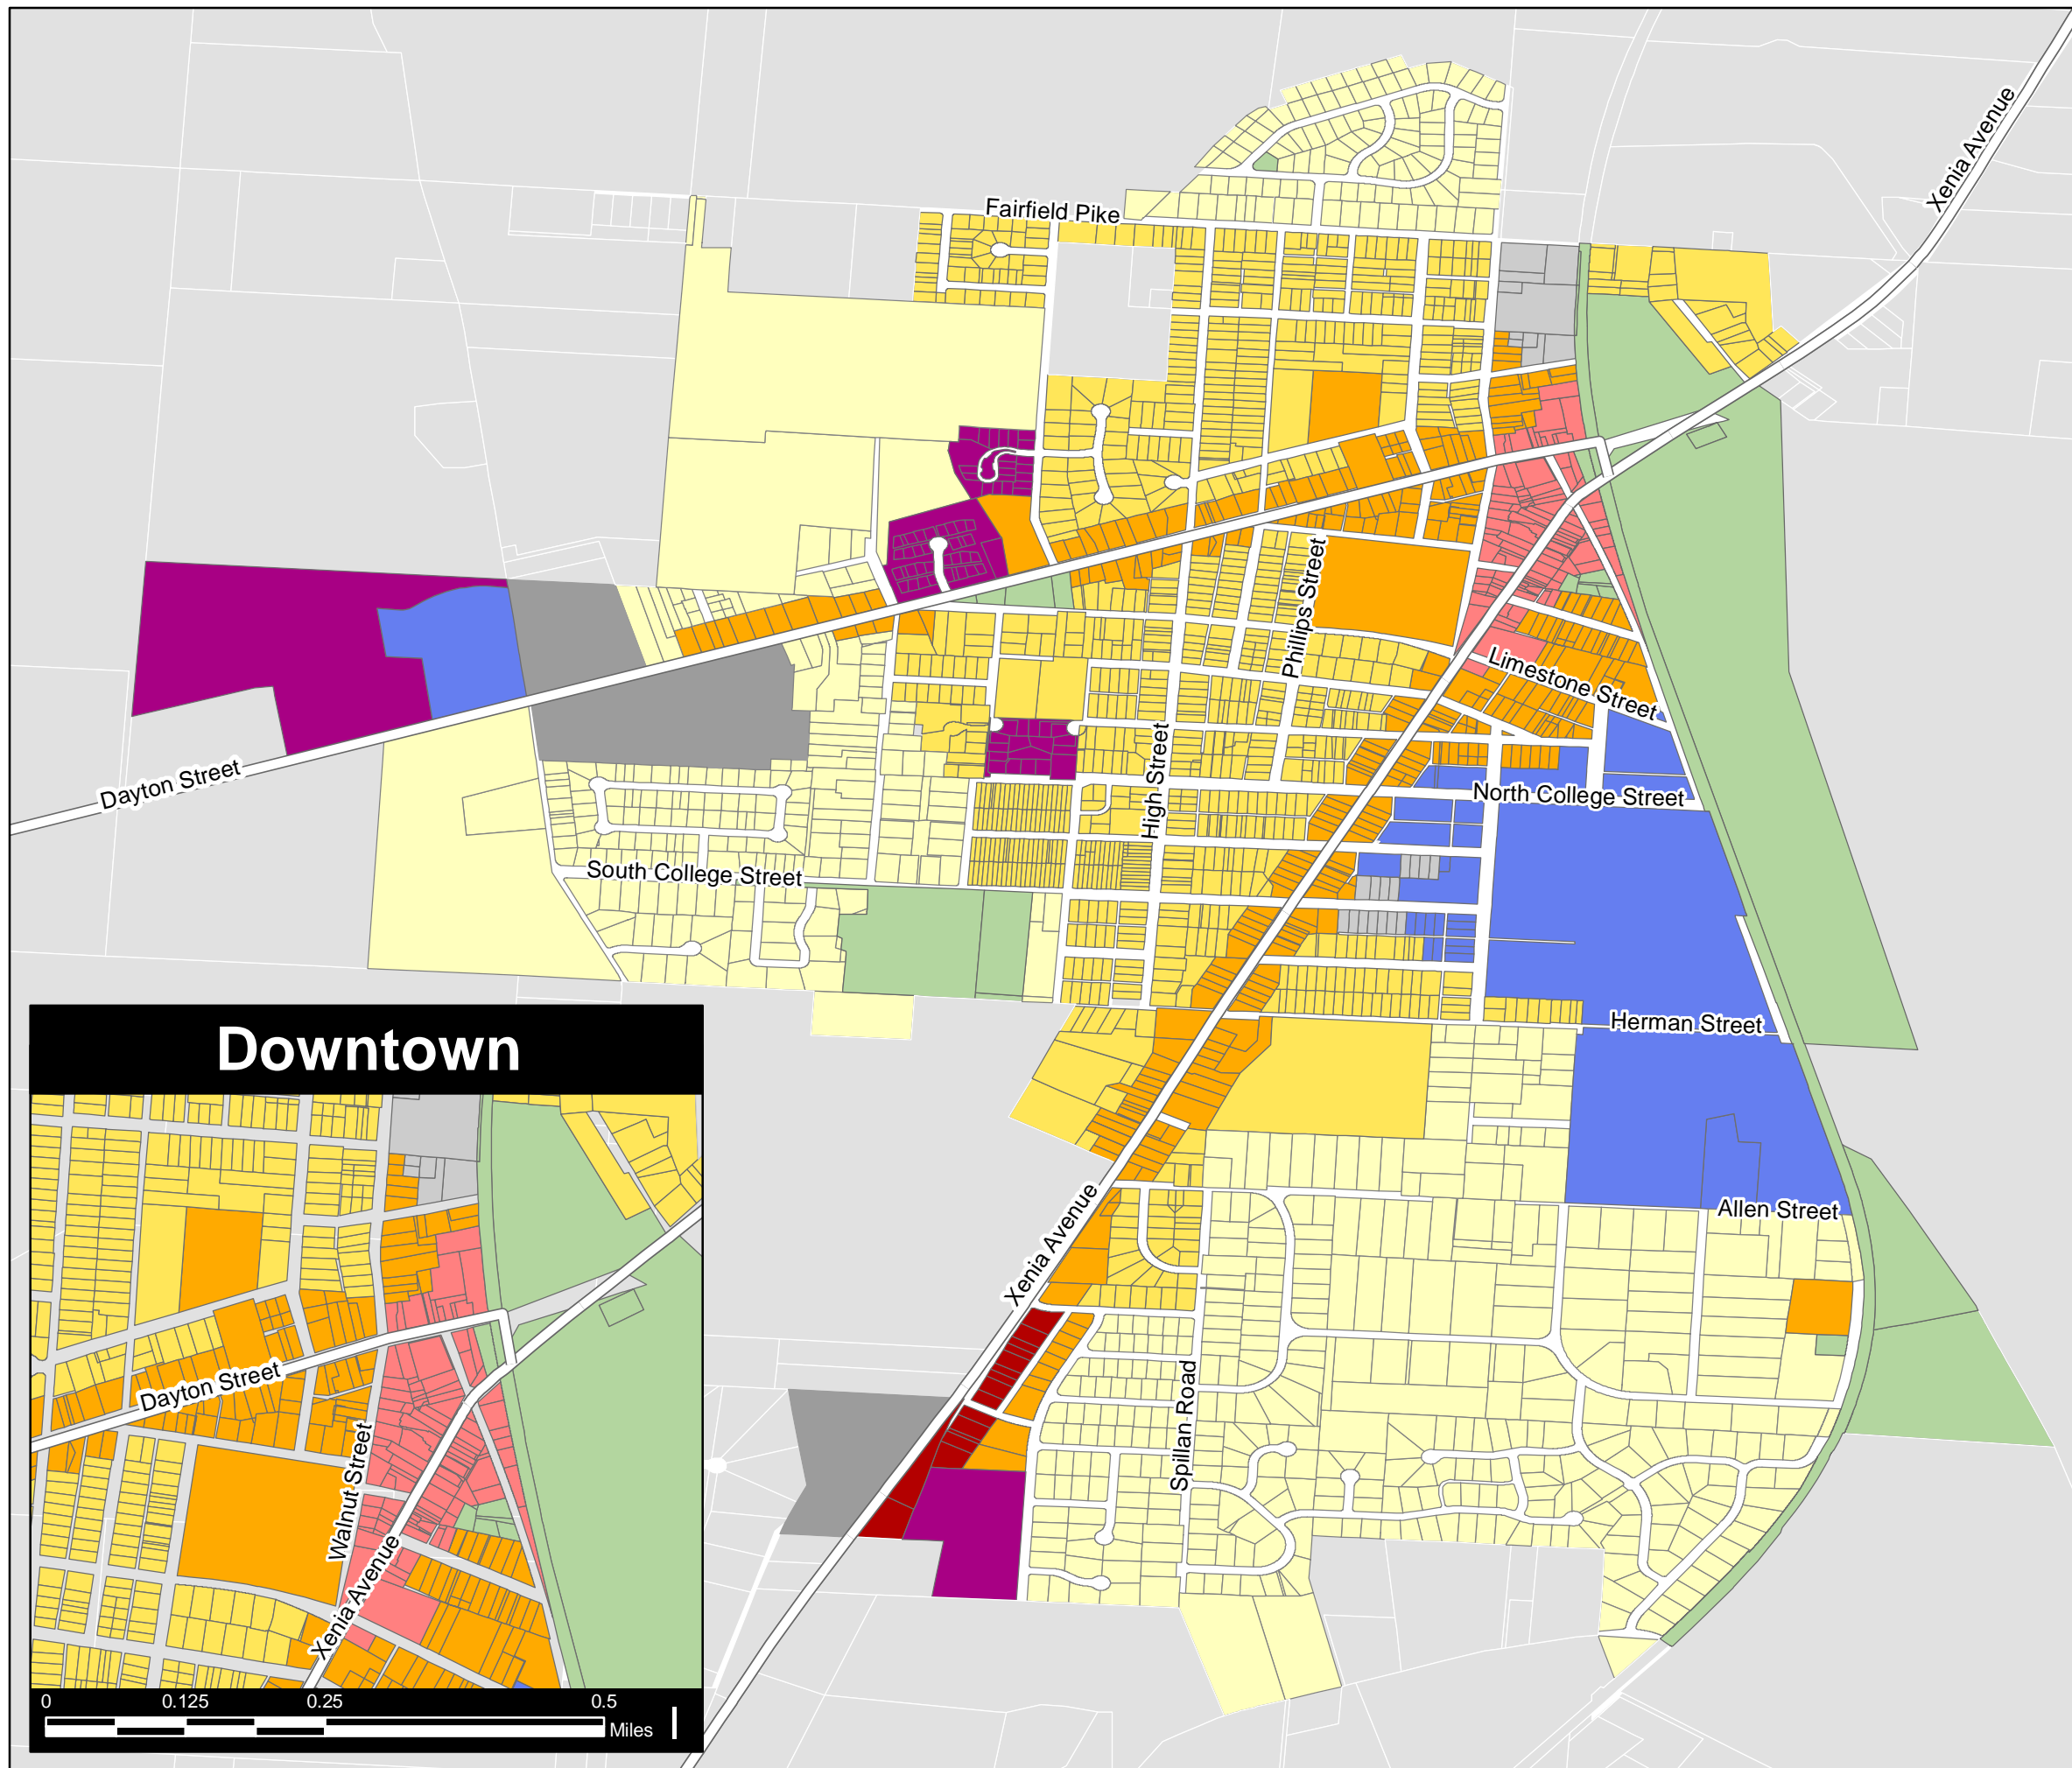 Xenia Avenue
Fairfield Pike
Phillips Street
Limestone Street
Dayton Street
High Street
North College Street
South College Street
Herman Street
Allen Street
Xenia Avenue
Spillan Road
Downtown
Dayton Street
Walnut Street
Xenia Avenue
0 0.125 0.25 0.5
Miles